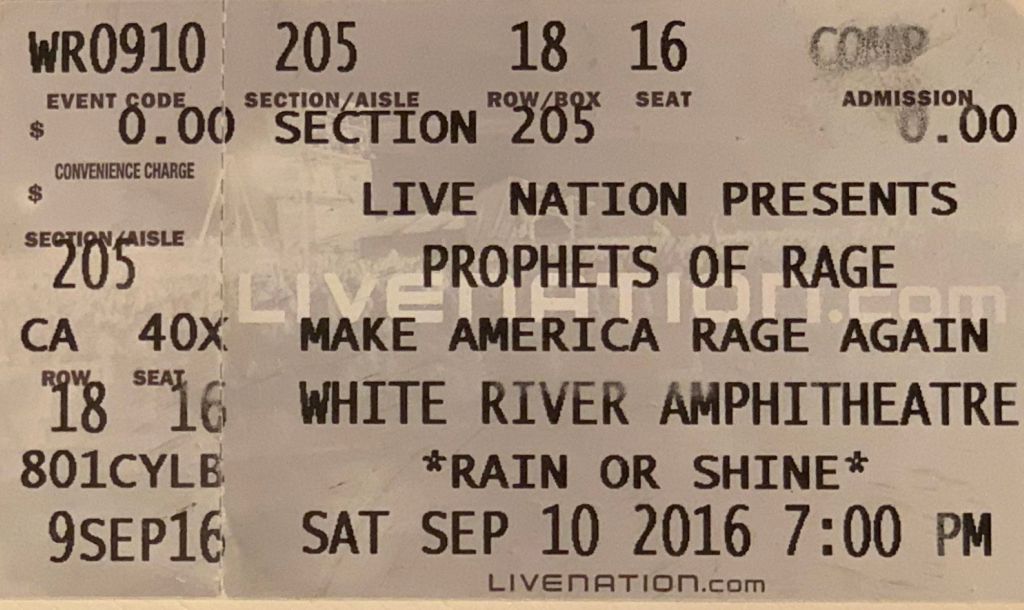 WR0910 205 18 16 COMP
EVENT CODE SECTION/AISLE ROW/BOX SEAT ADMISSION
$ 0.00 SECTION 205 0.00
CONVENIENCE CHARGE
$ LIVE NATION PRESENTS
SECTION/AISLE
205 PROPHETS OF RAGE
LIVENATION.com
CA 40X MAKE AMERICA RAGE AGAIN
ROW SEAT
18 16 WHITE RIVER AMPHITHEATRE
801CYLB *RAIN OR SHINE*
9SEP16 SAT SEP 10 2016 7:00 PM
LIVENATION.com